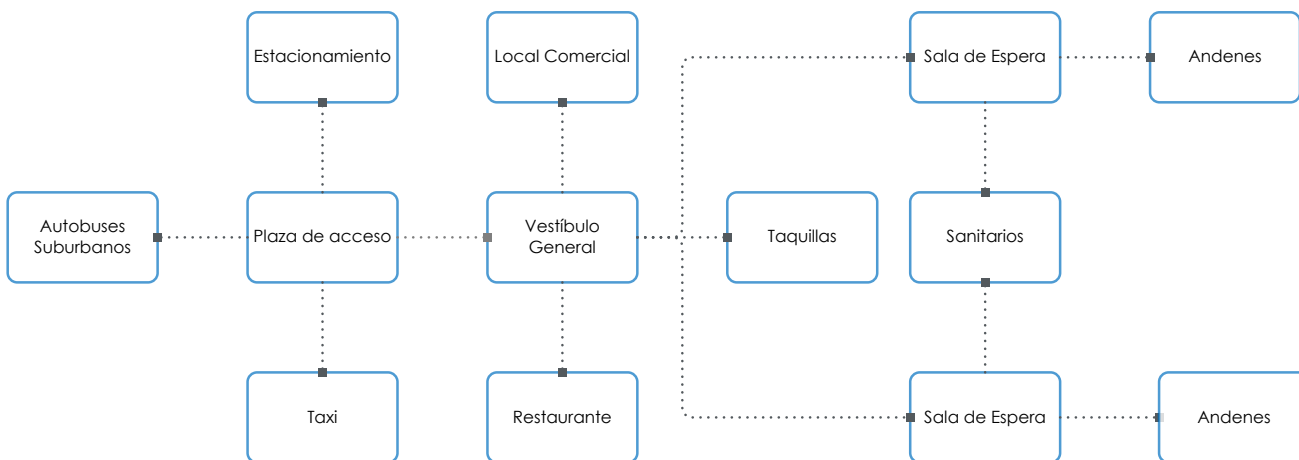 Estacionamiento
Local Comercial
Sala de Espera
Andenes
Autobuses
Suburbanos
Plaza de acceso
Vestíbulo
General
Taquillas
Sanitarios
Taxi
Restaurante
Sala de Espera
Andenes